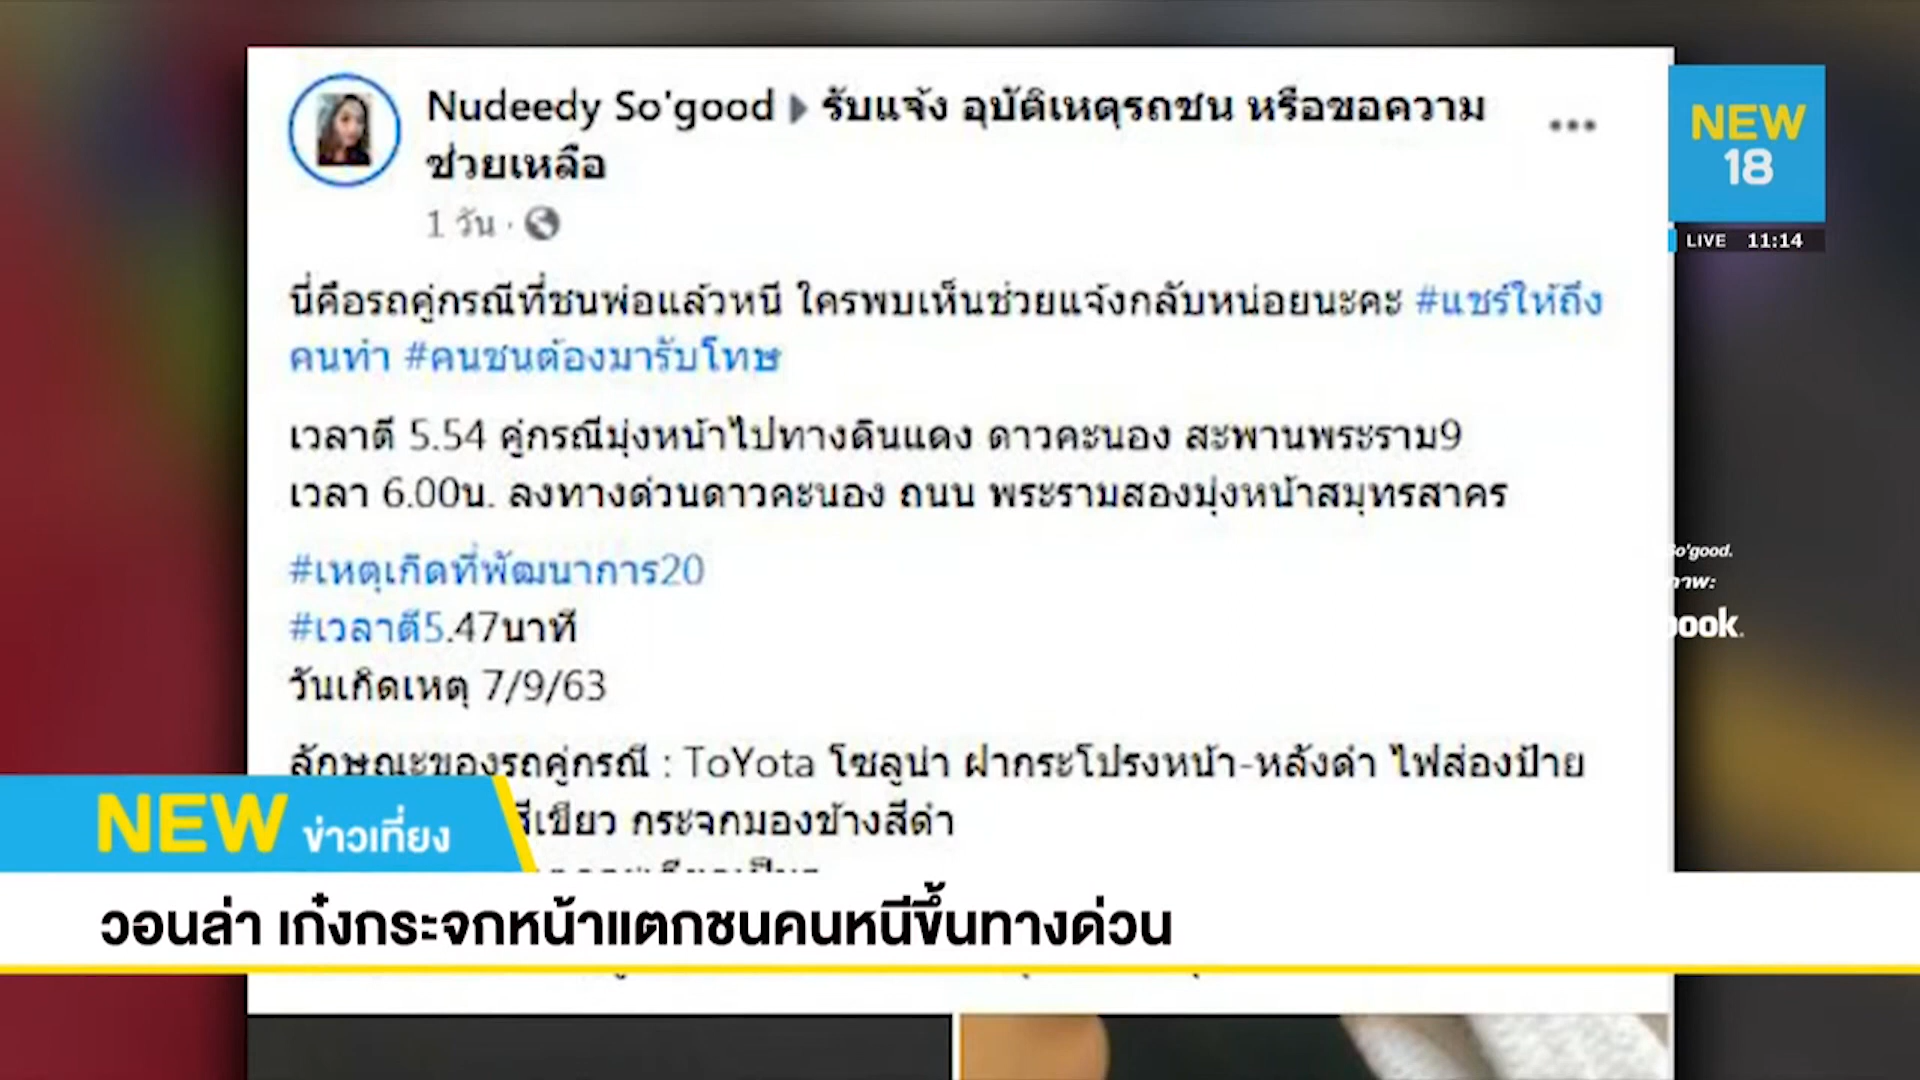 Nudeedy So'good ▶ รับแจ้ง อุบัติเหตุรถชน หรือขอความ
ช่วยเหลือ
1 วัน ·
NEW
18
LIVE 11:14
นี่คือรถคู่กรณีที่ชนพ่อแล้วหนี ใครพบเห็นช่วยแจ้งกลับหน่อยนะคะ #แชร์ให้ถึง
คนทำ #คนชนต้องมารับโทษ
เวลาตี 5.54 คู่กรณีมุ่งหน้าไปทางดินแดง ดาวคะนอง สะพานพระราม9
เวลา 6.00น. ลงทางด่วนดาวคะนอง ถนน พระรามสองมุ่งหน้าสมุทรสาคร
So'good.
ภาพ:
book.
#เหตุเกิดที่พัฒนาการ20
#เวลาตี5.47นาที
วันเกิดเหตุ 7/9/63
ลักษณะของรถคู่กรณี : ToYota โซลูน่า ฝากระโปรงหน้า-หลังดำ ไฟส่องป้าย
สีเขียว กระจกมองข้างสีดำ
NEW ข่าวเที่ยง
วอนล่า เก๋งกระจกหน้าแตกชนคนหนีขึ้นทางด่วน